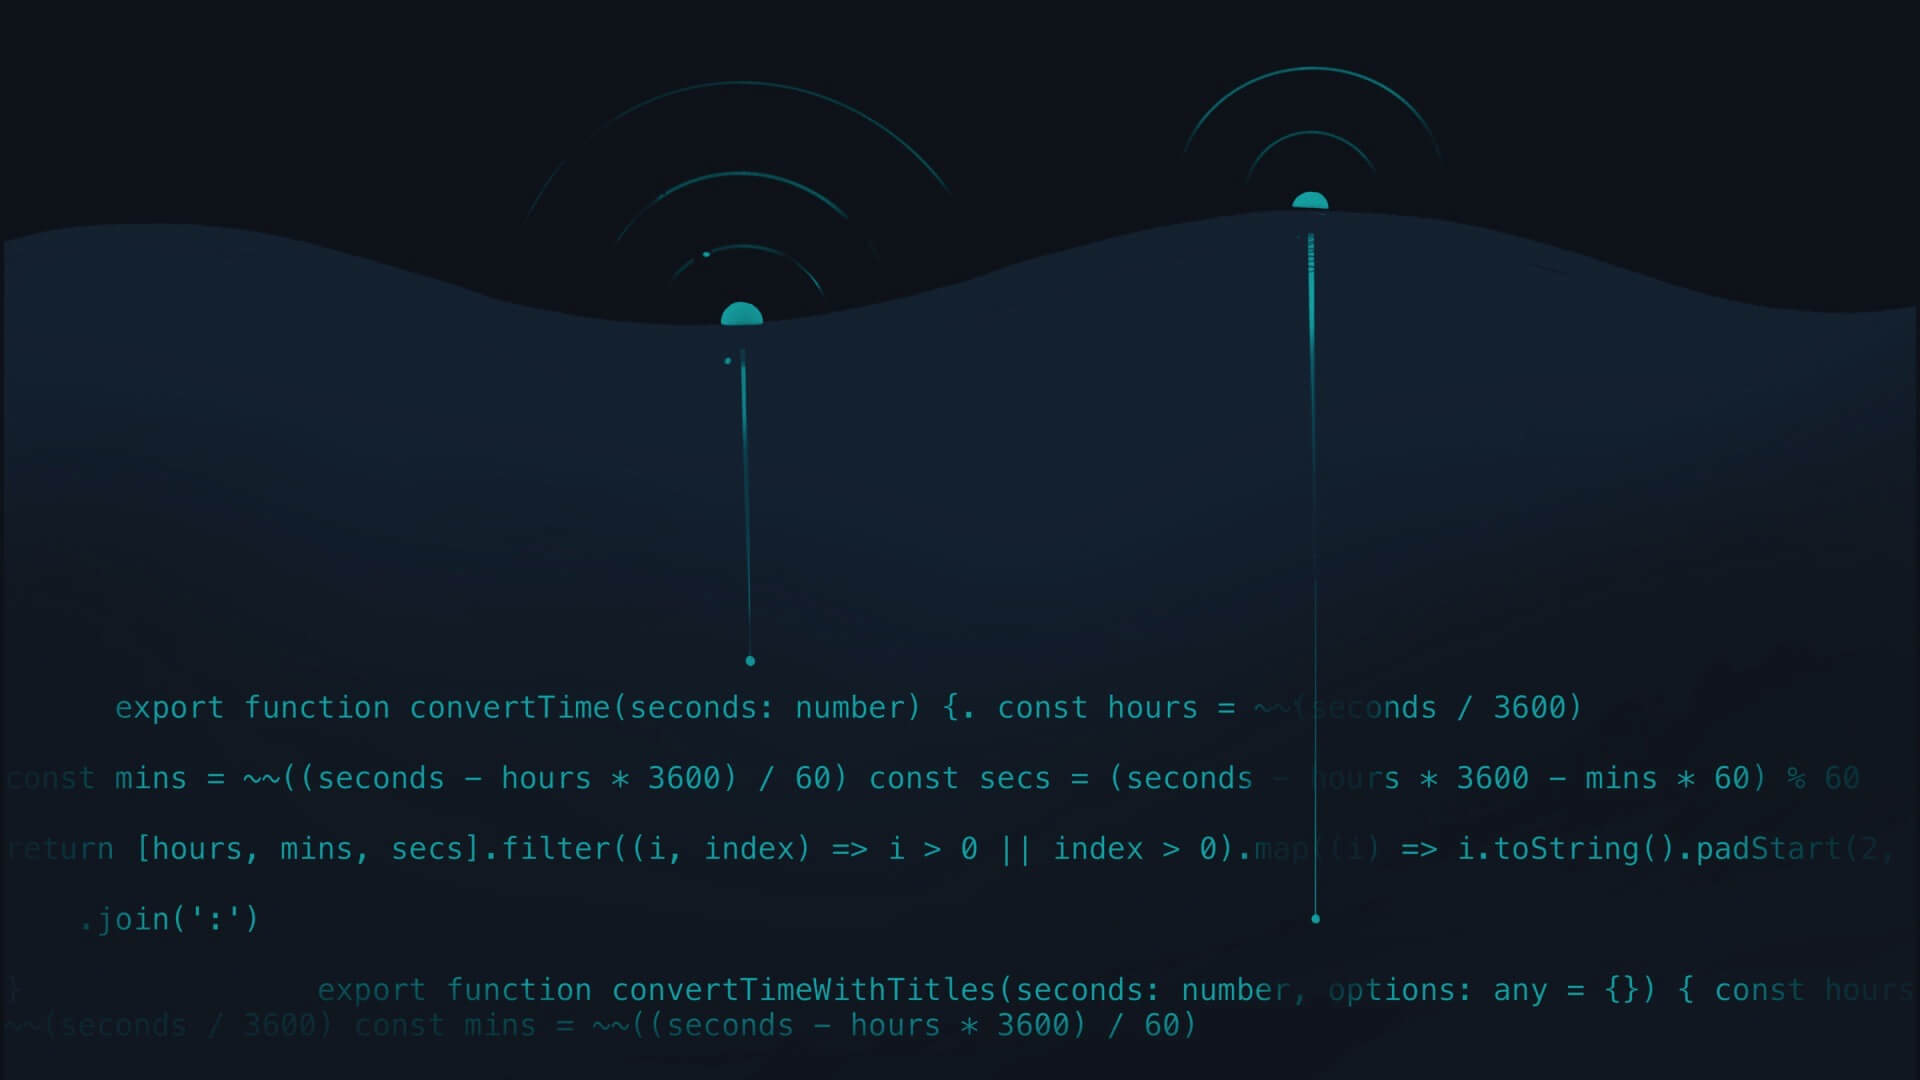 export function convertTime(seconds: number) {. const hours = ~~(seconds / 3600)
const mins = ~~((seconds - hours * 3600) / 60) const secs = (seconds - hours * 3600 - mins * 60) % 60
return [hours, mins, secs].filter((i, index) => i > 0 || index > 0).map((i) => i.toString().padStart(2,
.join(':')
} export function convertTimeWithTitles(seconds: number, options: any = {}) { const hours
~~(seconds / 3600) const mins = ~~((seconds - hours * 3600) / 60)